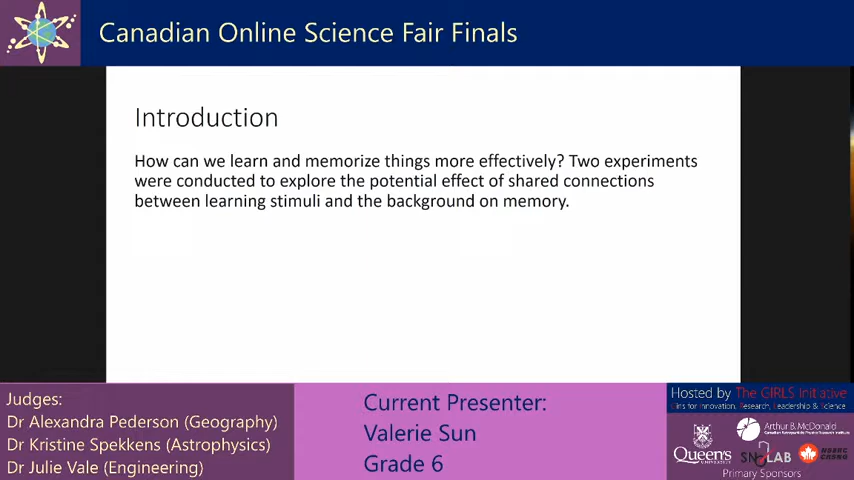 Canadian Online Science Fair Finals
Introduction
How can we learn and memorize things more effectively? Two experiments
were conducted to explore the potential effect of shared connections
between learning stimuli and the background on memory.
Judges:
Dr Alexandra Pederson (Geography)
Dr Kristine Spekkens (Astrophysics)
Dr Julie Vale (Engineering)
Current Presenter:
Valerie Sun
Grade 6
Hosted by The GIRLS Initiative
Girls for Innovation, Research, Leadership & Science
Arthur B. McDonald
Queen's
UNIVERSITY
SNOLAB
NSERC
CRSNG
Primary Sponsors